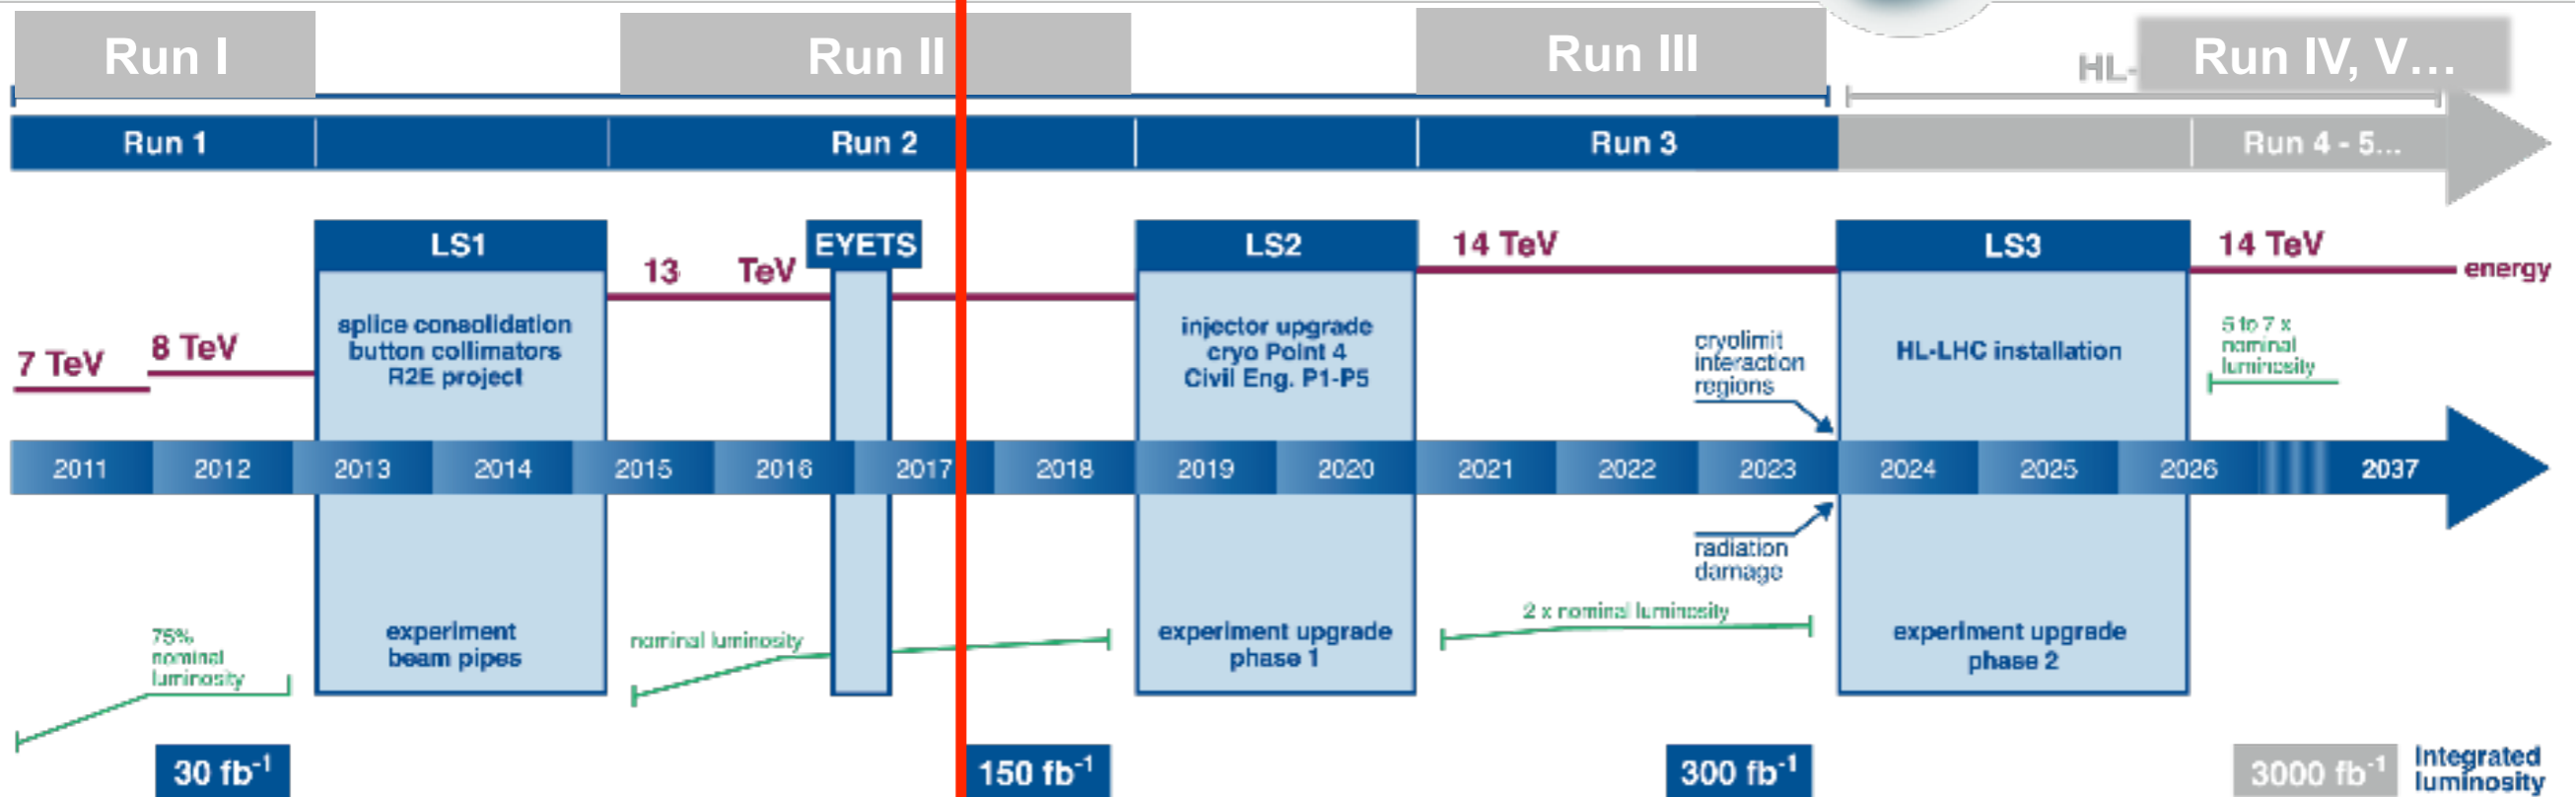 Run I
Run II
Run III
HL-
Run IV, V...
Run 1
Run 2
Run 3
Run 4 - 5...
LS1
EYETS
LS2
14 TeV
LS3
14 TeV
energy
13 TeV
7 TeV
8 TeV
splice consolidation
button collimators
R2E project
injector upgrade
cryo Point 4
Civil Eng. P1-P5
cryolimit
interaction
regions
HL-LHC installation
5 to 7 x
nominal
luminosity
2011
2012
2013
2014
2015
2016
2017
2018
2019
2020
2021
2022
2023
2024
2025
2026
2037
radiation
damage
75%
nominal
luminosity
experiment
beam pipes
nominal luminosity
experiment upgrade
phase 1
2 x nominal luminosity
experiment upgrade
phase 2
30 fb⁻¹
150 fb⁻¹
300 fb⁻¹
3000 fb⁻¹
Integrated
luminosity